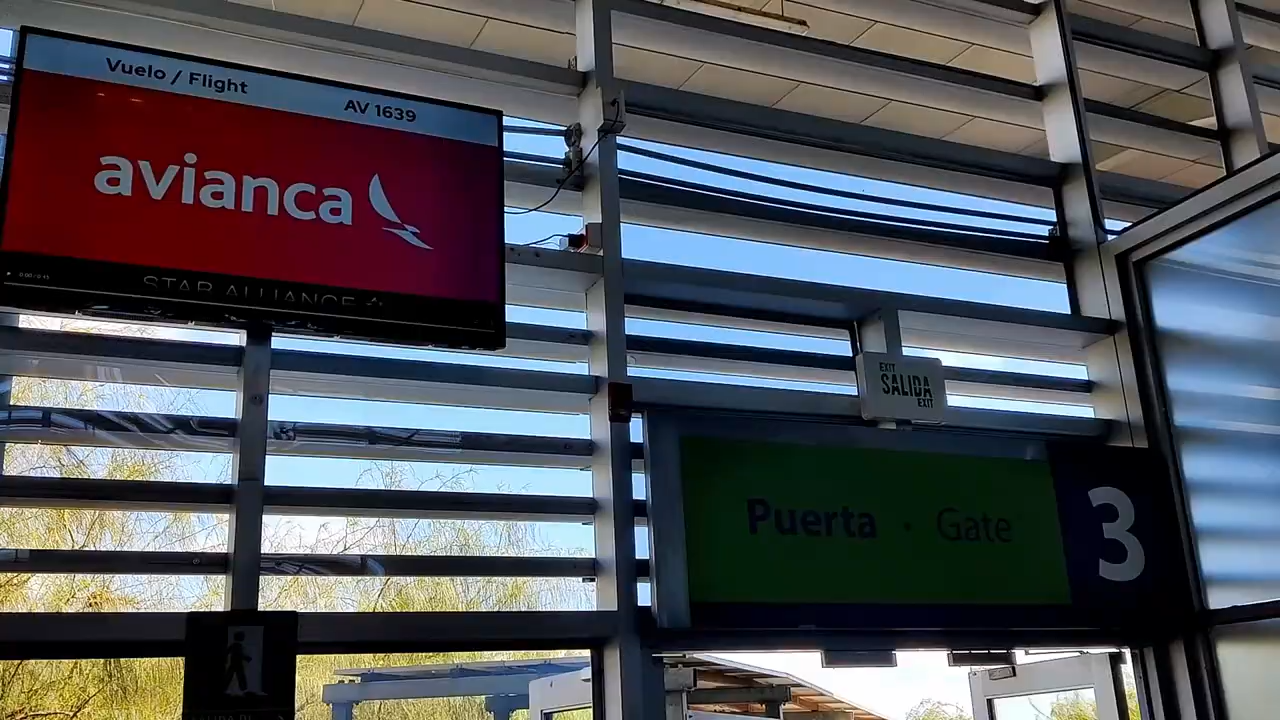 Vuelo / Flight
AV 1639
avianca
STAR ALLIANCE
EXIT
SALIDA
EXIT
Puerta · Gate
3